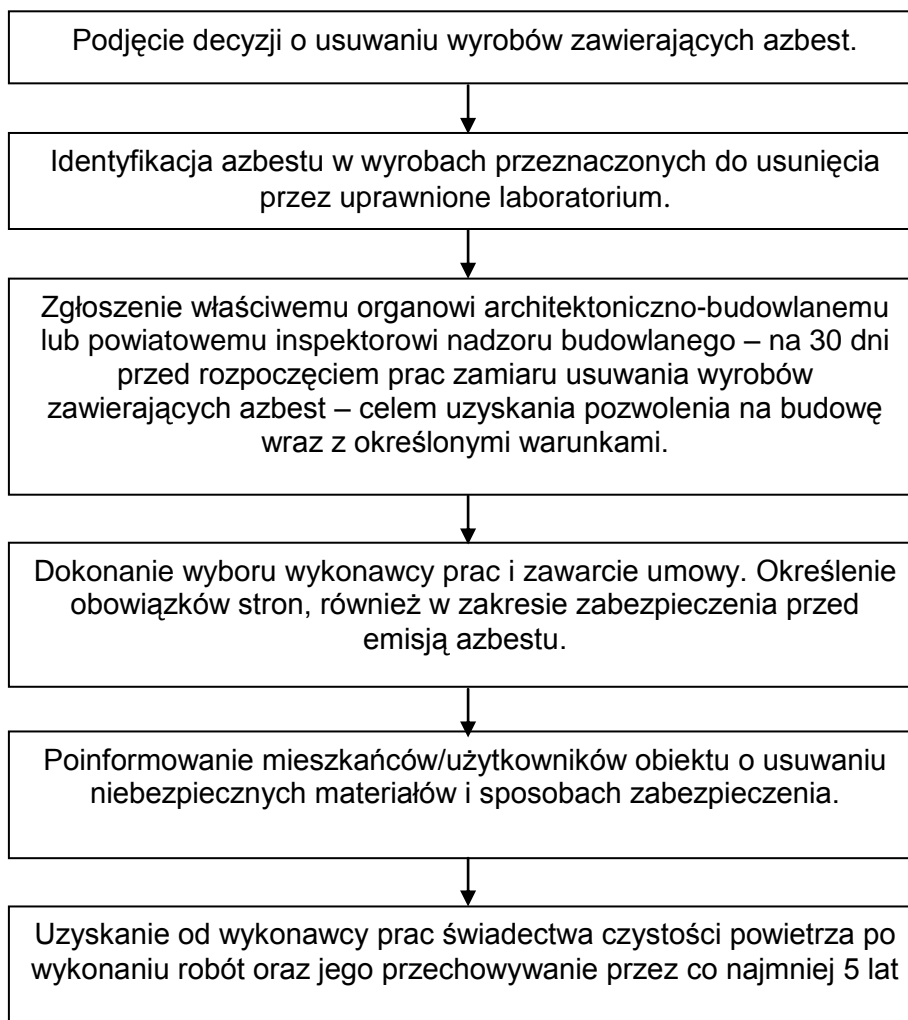 Podjęcie decyzji o usuwaniu wyrobów zawierających azbest.
Identyfikacja azbestu w wyrobach przeznaczonych do usunięcia
przez uprawnione laboratorium.
Zgłoszenie właściwemu organowi architektoniczno-budowlanemu
lub powiatowemu inspektorowi nadzoru budowlanego – na 30 dni
przed rozpoczęciem prac zamiaru usuwania wyrobów
zawierających azbest – celem uzyskania pozwolenia na budowę
wraz z określonymi warunkami.
Dokonanie wyboru wykonawcy prac i zawarcie umowy. Określenie
obowiązków stron, również w zakresie zabezpieczenia przed
emisją azbestu.
Poinformowanie mieszkańców/użytkowników obiektu o usuwaniu
niebezpiecznych materiałów i sposobach zabezpieczenia.
Uzyskanie od wykonawcy prac świadectwa czystości powietrza po
wykonaniu robót oraz jego przechowywanie przez co najmniej 5 lat